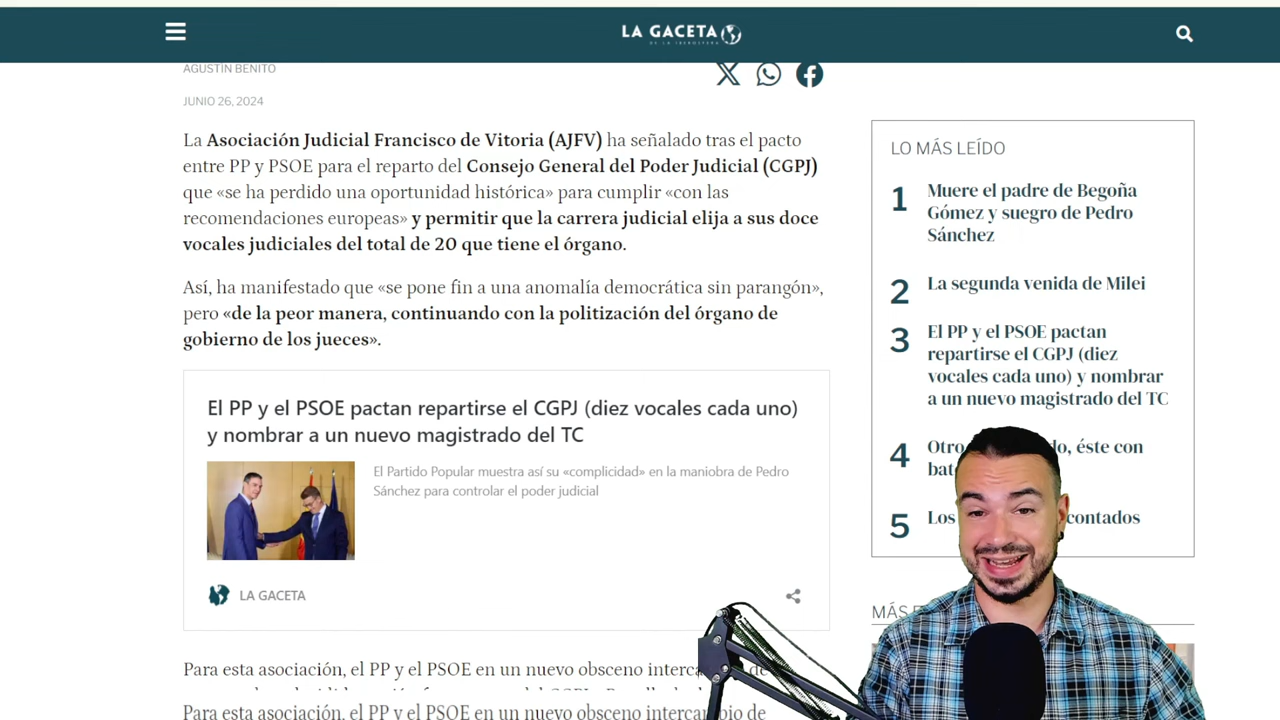 LA GACETA
DE LA IBEROSFERA
AGUSTÍN BENITO
JUNIO 26, 2024
La Asociación Judicial Francisco de Vitoria (AJFV) ha señalado tras el pacto
entre PP y PSOE para el reparto del Consejo General del Poder Judicial (CGPJ)
que «se ha perdido una oportunidad histórica» para cumplir «con las
recomendaciones europeas» y permitir que la carrera judicial elija a sus doce
vocales judiciales del total de 20 que tiene el órgano.
Así, ha manifestado que «se pone fin a una anomalía democrática sin parangón»,
pero «de la peor manera, continuando con la politización del órgano de
gobierno de los jueces».
El PP y el PSOE pactan repartirse el CGPJ (diez vocales cada uno)
y nombrar a un nuevo magistrado del TC
El Partido Popular muestra así su «complicidad» en la maniobra de Pedro
Sánchez para controlar el poder judicial
LA GACETA
Para esta asociación, el PP y el PSOE en un nuevo obsceno de
Para esta asociación, el PP y el PSOE en un nuevo obsceno de
LO MÁS LEÍDO
1 Muere el padre de Begoña
Gómez y suegro de Pedro
Sánchez
2 La segunda venida de Milei
3 El PP y el PSOE pactan
repartirse el CGPJ (diez
vocales cada uno) y nombrar
a un nuevo magistrado del TC
4 éste con
5 Los
MÁS